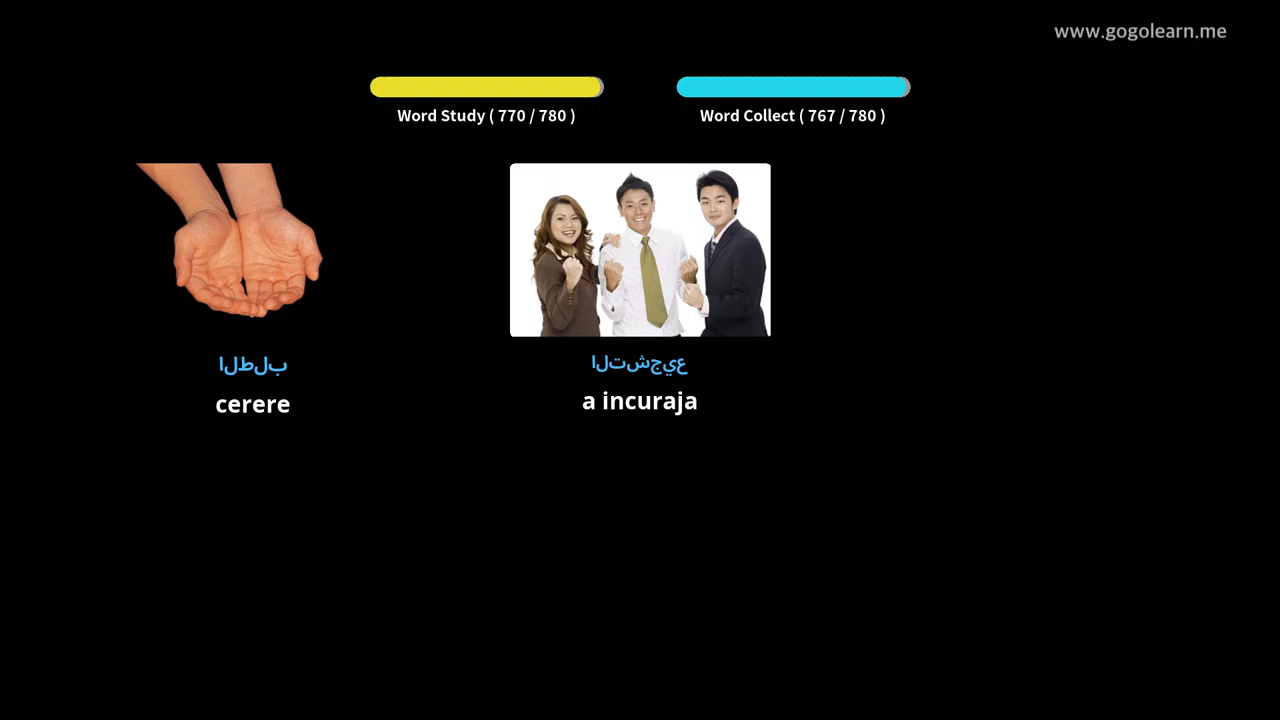 www.gogolearn.me
Word Study ( 770 / 780 )
Word Collect ( 767 / 780 )
الطلب
cerere
التشجيع
a incuraja